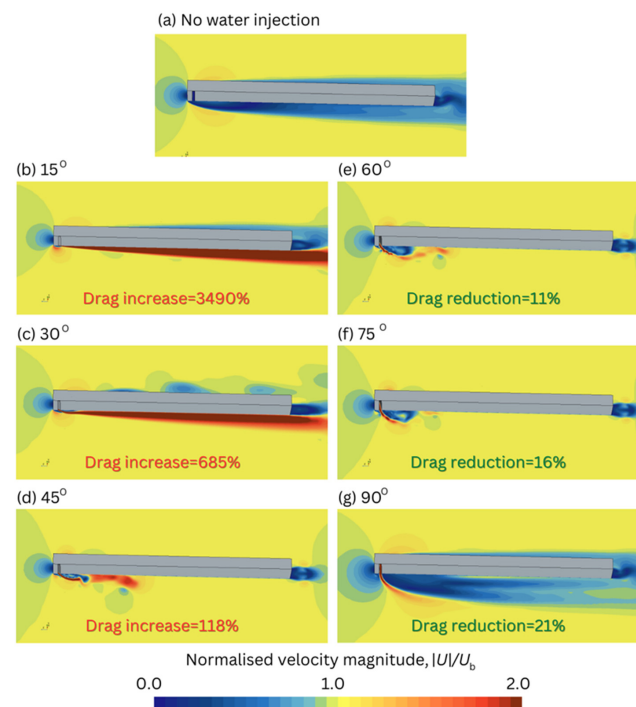 (a) No water injection
(b) 15°
Drag increase=3490%
(c) 30°
Drag increase=685%
(d) 45°
Drag increase=118%
(e) 60°
Drag reduction=11%
(f) 75 °
Drag reduction=16%
(g) 90°
Drag reduction=21%
Normalised velocity magnitude, |U|/U_b
0.0 1.0 2.0